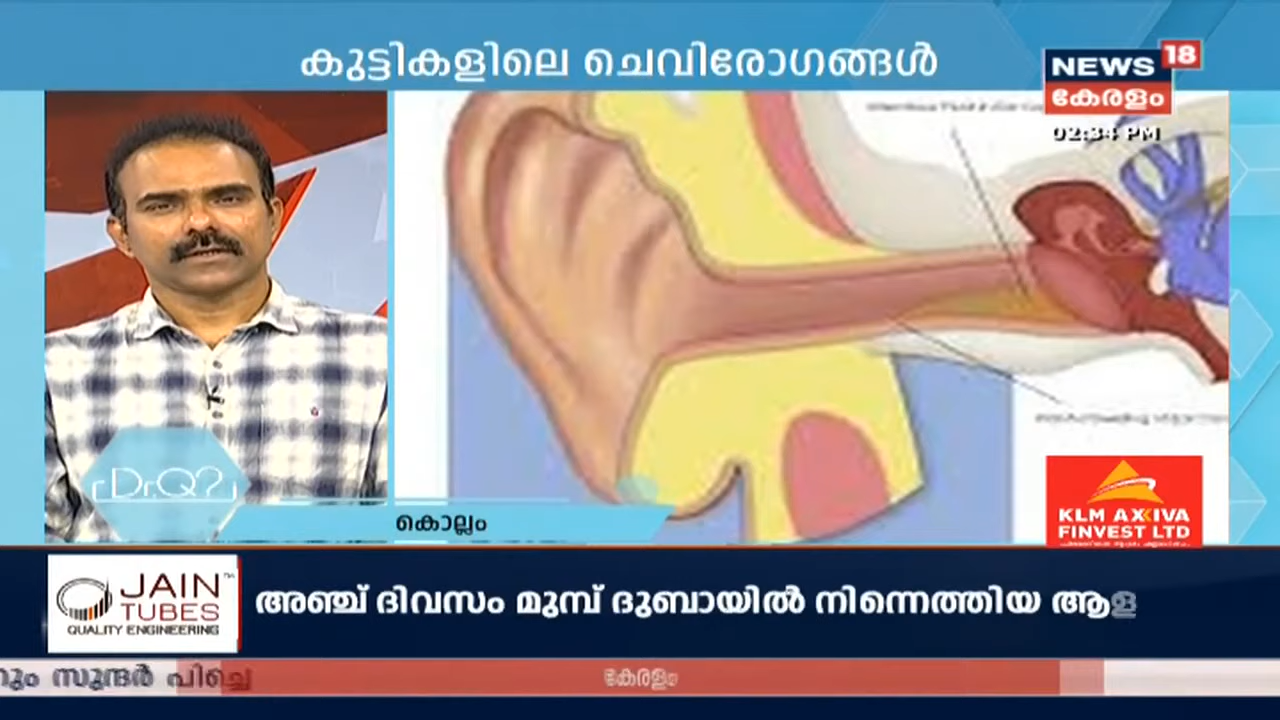 കുട്ടികളിലെ ചെവിരോഗങ്ങൾ
NEWS 18
കേരളം
02:34 PM
Dr.Q?
കൊല്ലം
KLM AXIVA
FINVEST LTD
JAIN
TUBES
QUALITY ENGINEERING
അഞ്ച് ദിവസം മുമ്പ് ദുബായിൽ നിന്നെത്തിയ ആള
സുന്ദർ പിച്ചെ
കേരളം